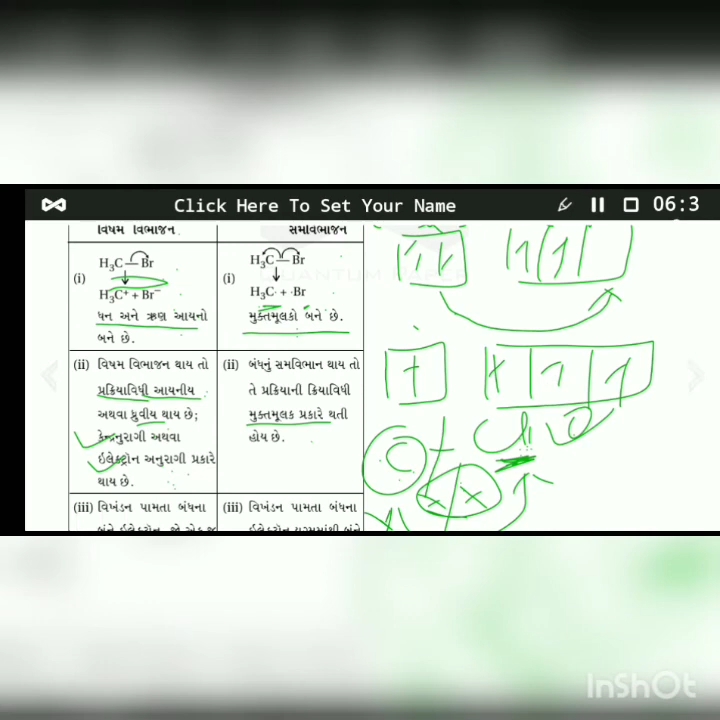 Click Here To Set Your Name
06:3
વિષમ વિભાજન
સમવિભાજન
(i) H₃C — Br
H₃C⁺ + Br⁻
ધન અને ઋણ આયનો
બને છે.
(i) H₃C — Br
H₃C· + ·Br
મુક્તમૂલકો બને છે.
(ii) વિષમ વિભાજન થાય તો
પ્રક્રિયાવિધી આયનીય
અથવા ધ્રુવીય થાય છે;
કેન્દ્રાનુરાગી અથવા
ઇલેક્ટ્રોન અનુરાગી પ્રકારે
થાય છે.
(ii) બંધનું સમવિભાન થાય તો
તે પ્રક્રિયાની ક્રિયાવિધી
મુક્તમૂલક પ્રકારે થતી
હોય છે.
(iii) વિખંડન પામતા બંધના
(iii) વિખંડન પામતા બંધના
InShOt